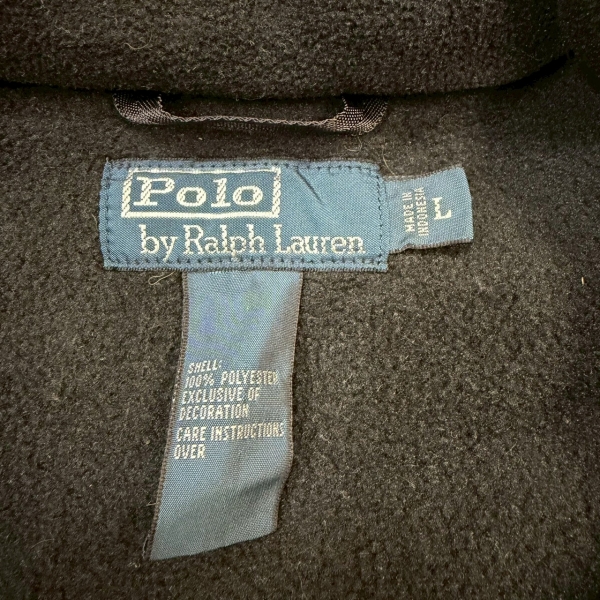 Polo
by Ralph Lauren
MADE IN
INDONESIA
L
SHELL:
100% POLYESTER
EXCLUSIVE OF
DECORATION
CARE INSTRUCTIONS
OVER